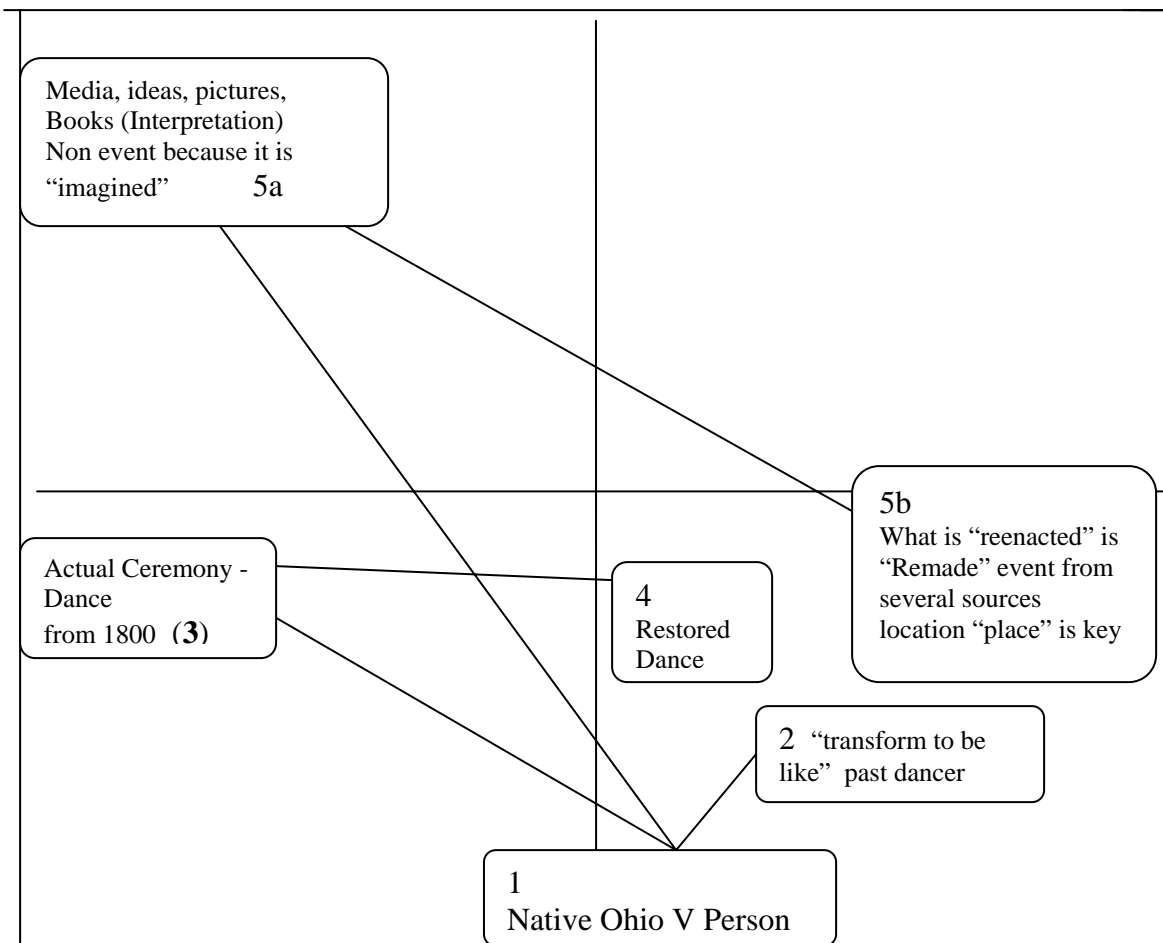 Media, ideas, pictures,
Books (Interpretation)
Non event because it is
“imagined” 5a
5b
What is “reenacted” is
“Remade” event from
several sources
location “place” is key
Actual Ceremony -
Dance
from 1800 (3)
4
Restored
Dance
2 “transform to be
like” past dancer
1
Native Ohio V Person